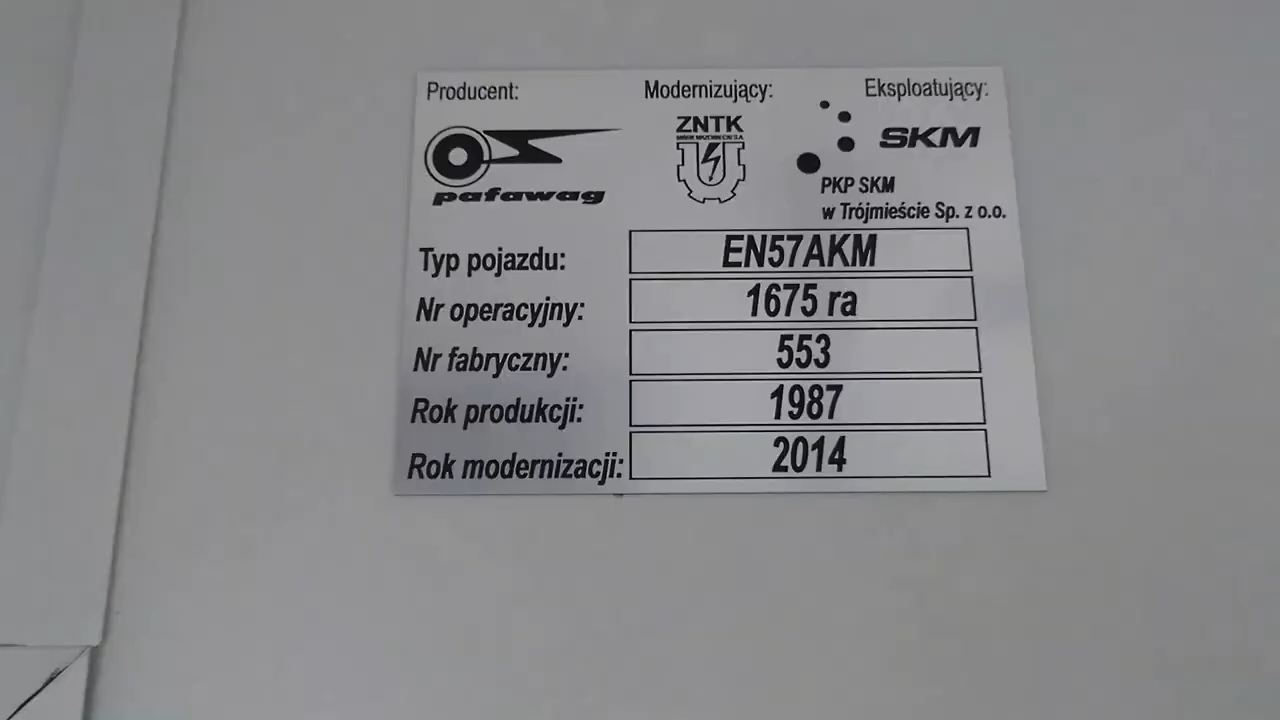 Producent: Modernizujący: Eksploatujący:
pafawag
ZNTK
SKM
PKP SKM
w Trójmieście Sp. z o.o.
Typ pojazdu: EN57AKM
Nr operacyjny: 1675 ra
Nr fabryczny: 553
Rok produkcji: 1987
Rok modernizacji: 2014